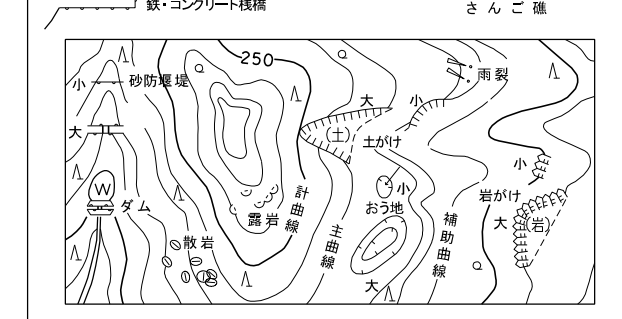 鉄・コンクリート桟橋
さんご礁
250
雨裂
小
砂防堰堤
大
小
大
(土)
土がけ
小
W
ダム
小
おう地
岩がけ
大
(岩)
露岩
計曲線
主曲線
補助曲線
散岩
大